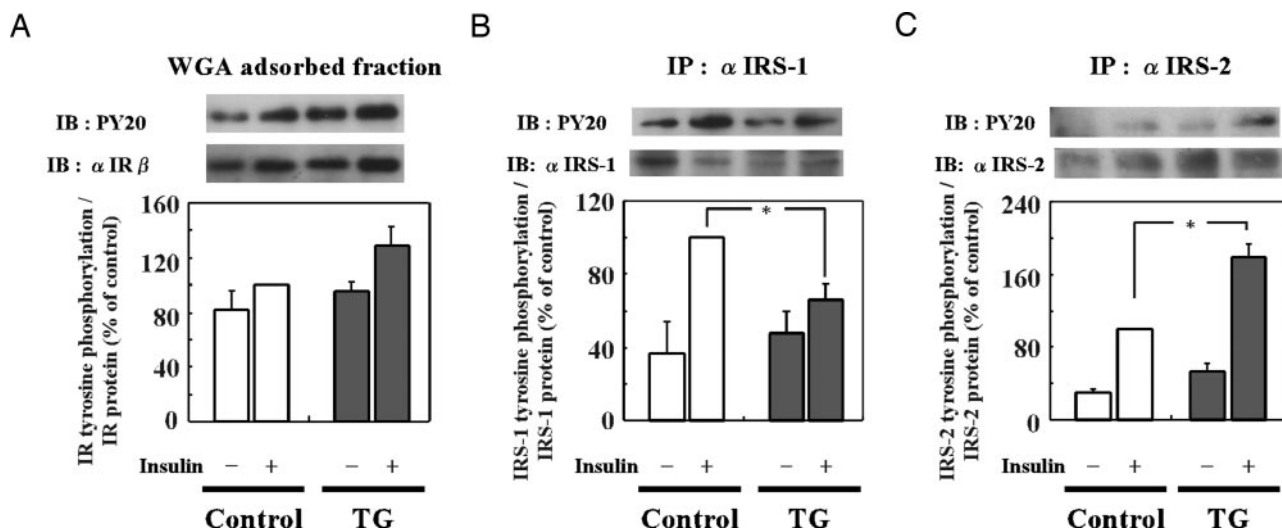 A
WGA adsorbed fraction
IB : PY20
IB : α IR β
IR tyrosine phosphorylation /
IR protein (% of control)
160
120
80
40
0
Insulin − + − +
Control TG
B
IP : α IRS-1
IB : PY20
IB: α IRS-1
IRS-1 tyrosine phosphorylation /
IRS-1 protein (% of control)
120
80
40
0
*
Insulin − + − +
Control TG
C
IP : α IRS-2
IB : PY20
IB: α IRS-2
IRS-2 tyrosine phosphorylation /
IRS-2 protein (% of control)
240
160
80
0
*
Insulin − + − +
Control TG